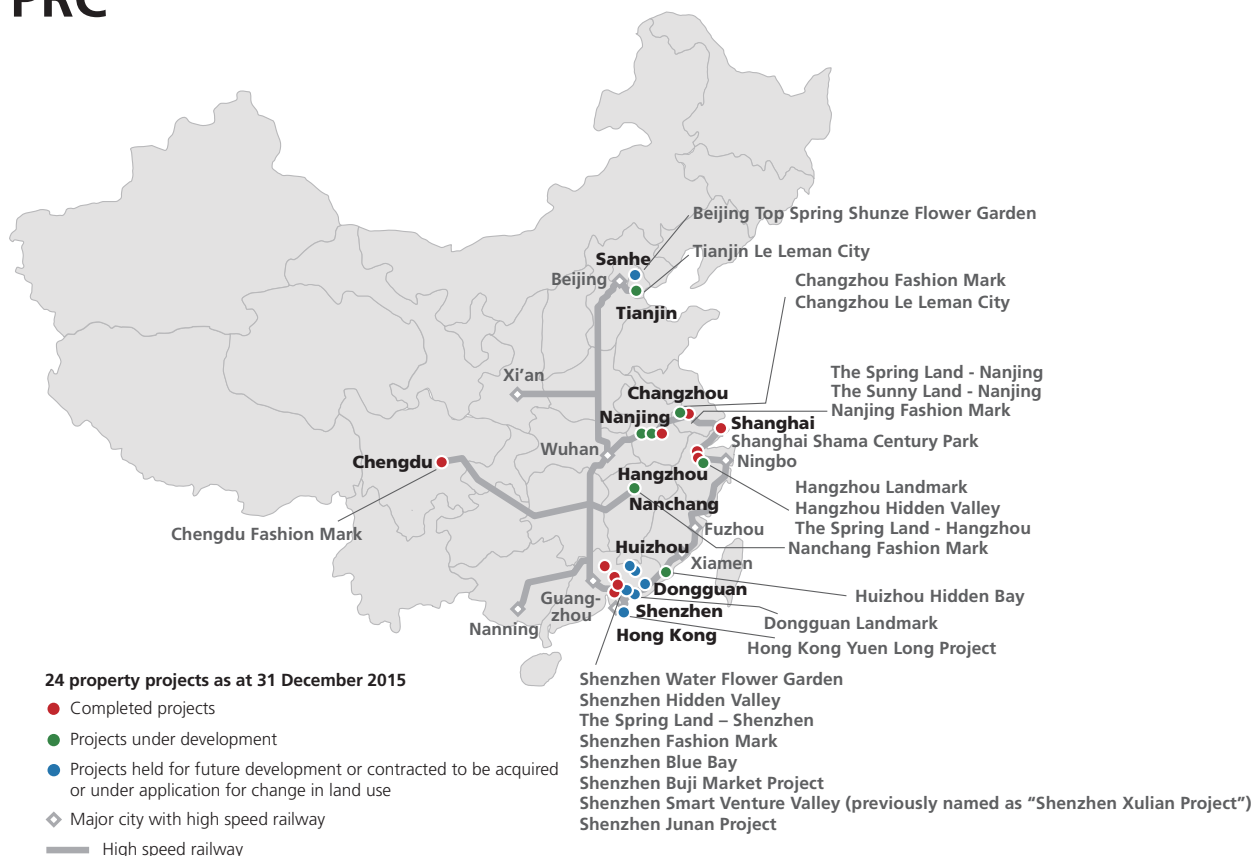 PRC
Beijing Top Spring Shunze Flower Garden
Sanhe
Tianjin Le Leman City
Beijing
Changzhou Fashion Mark
Changzhou Le Leman City
Tianjin
Xi’an
The Spring Land - Nanjing
The Sunny Land - Nanjing
Nanjing Fashion Mark
Changzhou
Nanjing
Shanghai
Shanghai Shama Century Park
Wuhan
Ningbo
Chengdu
Hangzhou
Hangzhou Landmark
Hangzhou Hidden Valley
The Spring Land - Hangzhou
Nanchang
Nanchang Fashion Mark
Chengdu Fashion Mark
Fuzhou
Huizhou
Xiamen
Dongguan
Huizhou Hidden Bay
Guang-
zhou
Shenzhen
Dongguan Landmark
Nanning
Hong Kong
Hong Kong Yuen Long Project
24 property projects as at 31 December 2015
Completed projects
Projects under development
Projects held for future development or contracted to be acquired
or under application for change in land use
Major city with high speed railway
High speed railway
Shenzhen Water Flower Garden
Shenzhen Hidden Valley
The Spring Land – Shenzhen
Shenzhen Fashion Mark
Shenzhen Blue Bay
Shenzhen Buji Market Project
Shenzhen Smart Venture Valley (previously named as “Shenzhen Xulian Project”)
Shenzhen Junan Project